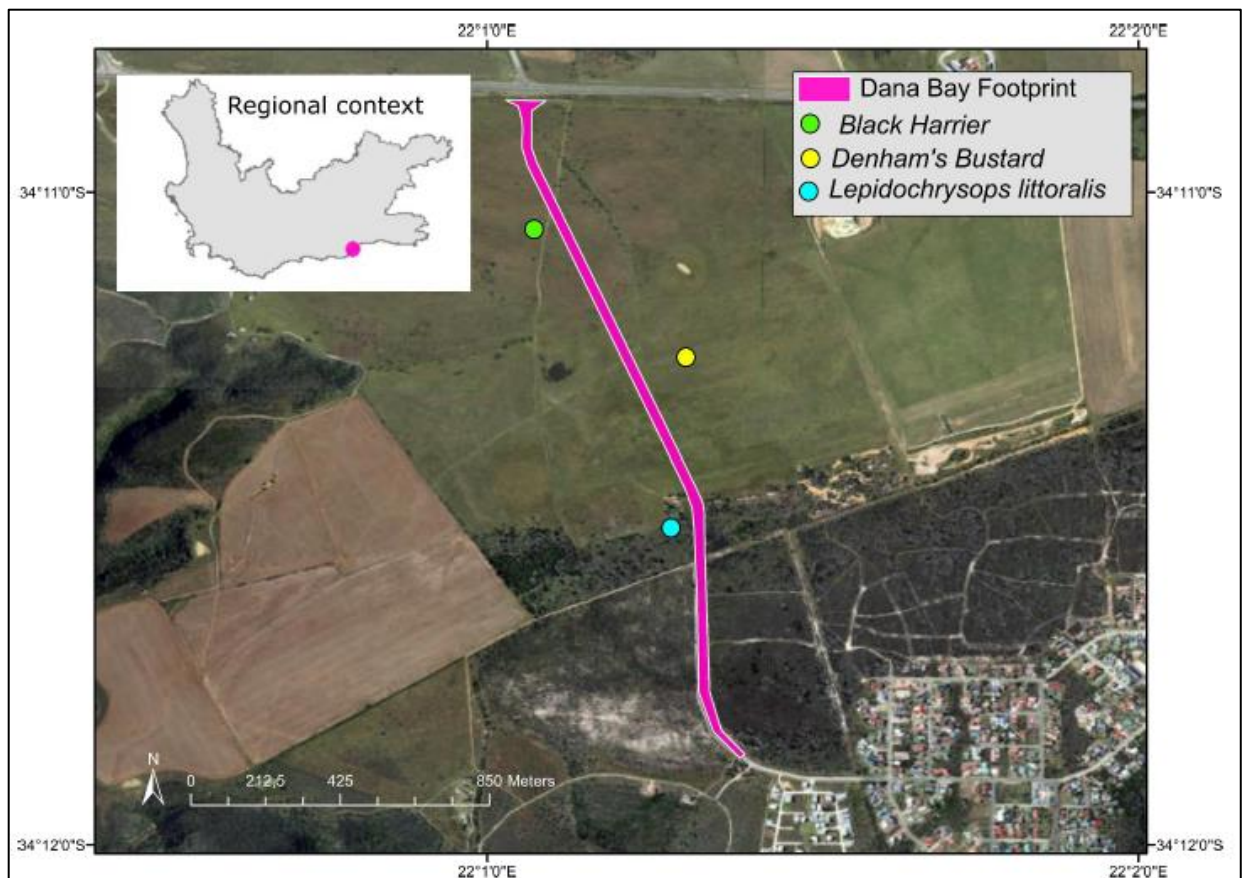 22°1'0"E
22°2'0"E
Regional context
Dana Bay Footprint
Black Harrier
Denham's Bustard
Lepidochrysops littoralis
34°11'0"S
34°11'0"S
N
0 212,5 425 850 Meters
34°12'0"S
34°12'0"S
22°1'0"E
22°2'0"E